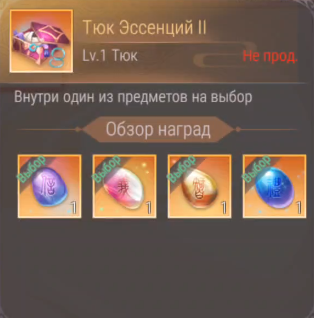 Тюк Эссенций II
Lv.1 Тюк
Не прод.
Внутри один из предметов на выбор
Обзор наград
Выбор Выбор Выбор Выбор
1 1 1 1